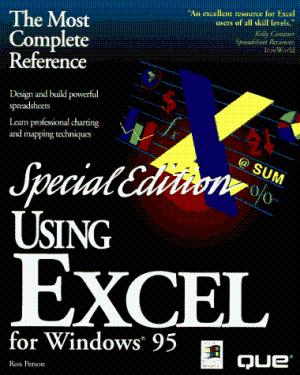 The Most
Complete
Reference
Design and build powerful
spreadsheets
Learn professional charting
and mapping techniques
"An excellent resource for Excel
users of all skill levels."
Spreadsheet Reviewer,
InfoWorld
fx
@ SUM
%
Special Edition
USING
EXCEL
for Windows® 95
Ron Person
QUE®